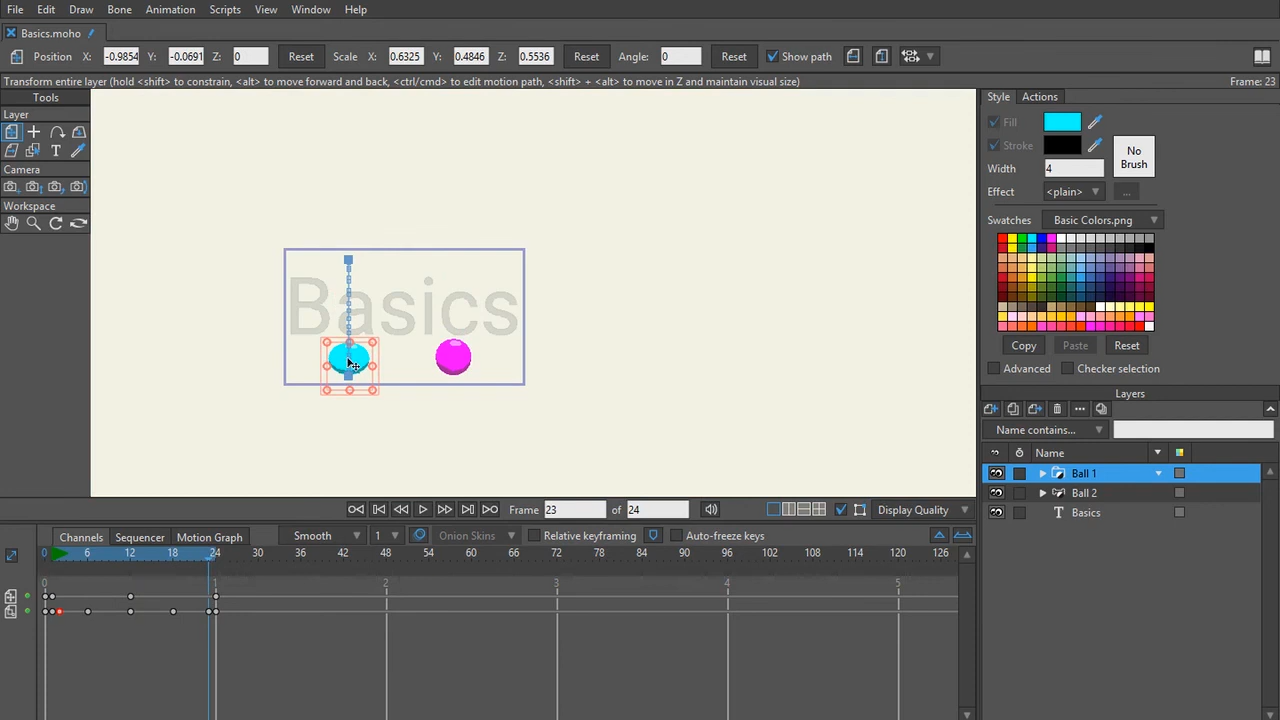 File Edit Draw Bone Animation Scripts View Window Help
Basics.moho
Position X: -0.9854 Y: -0.0691 Z: 0 Reset Scale X: 0.6325 Y: 0.4846 Z: 0.5536 Reset Angle: 0 Reset Show path
Transform entire layer (hold <shift> to constrain, <alt> to move forward and back, <ctrl/cmd> to edit motion path, <shift> + <alt> to move in Z and maintain visual size) Frame: 23
Tools
Layer
T
Camera
Workspace
Basics
Style Actions
Fill
Stroke
No
Brush
Width 4
Effect <plain> ...
Swatches Basic Colors.png
Copy Paste Reset
Advanced Checker selection
Layers
Name contains...
Name
Ball 1
Ball 2
T Basics
Frame 23 of 24 Display Quality
Channels Sequencer Motion Graph Smooth 1 Onion Skins Relative keyframing Auto-freeze keys
0 6 12 18 24 30 36 42 48 54 60 66 72 78 84 90 96 102 108 114 120 126
0 1 2 3 4 5